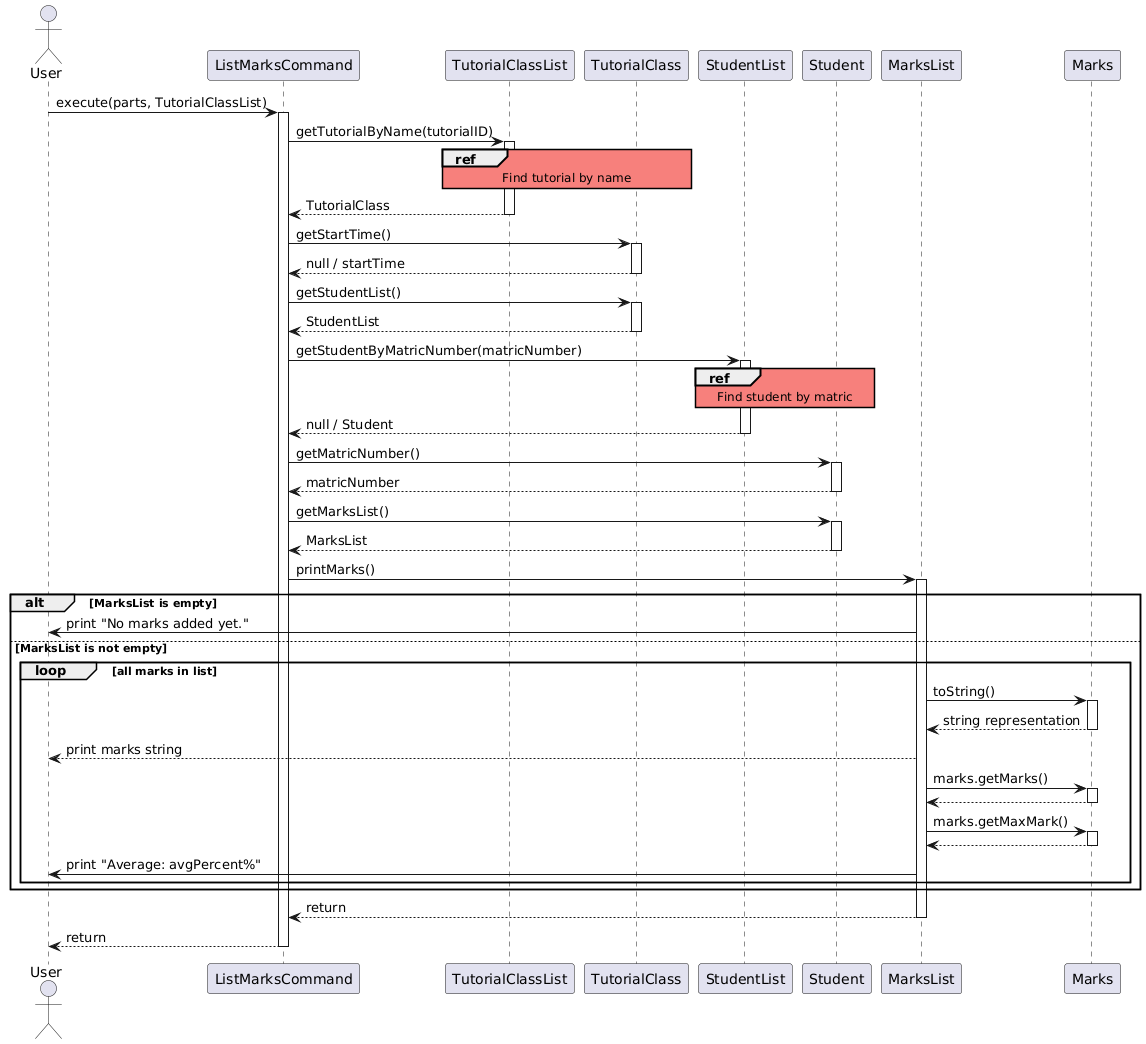 User
ListMarksCommand
TutorialClassList
TutorialClass
StudentList
Student
MarksList
Marks
execute(parts, TutorialClassList)
getTutorialByName(tutorialID)
ref
Find tutorial by name
TutorialClass
getStartTime()
null / startTime
getStudentList()
StudentList
getStudentByMatricNumber(matricNumber)
ref
Find student by matric
null / Student
getMatricNumber()
matricNumber
getMarksList()
MarksList
printMarks()
alt [MarksList is empty]
print "No marks added yet."
[MarksList is not empty]
loop [all marks in list]
toString()
string representation
print marks string
marks.getMarks()
marks.getMaxMark()
print "Average: avgPercent%"
return
return
User
ListMarksCommand
TutorialClassList
TutorialClass
StudentList
Student
MarksList
Marks